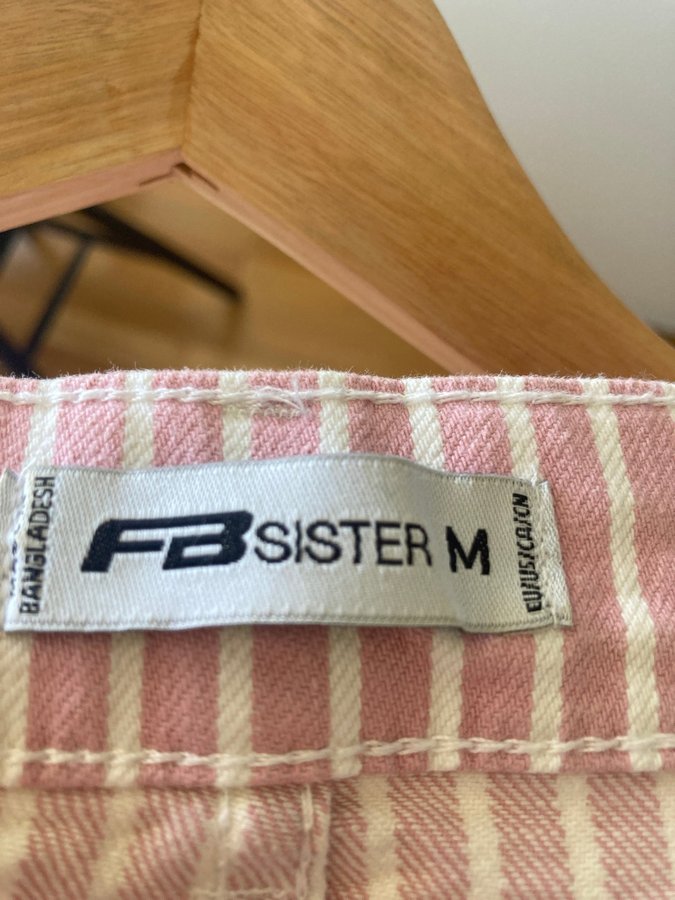 BANGLADESH
FB SISTER M
EU/US/CA/CN